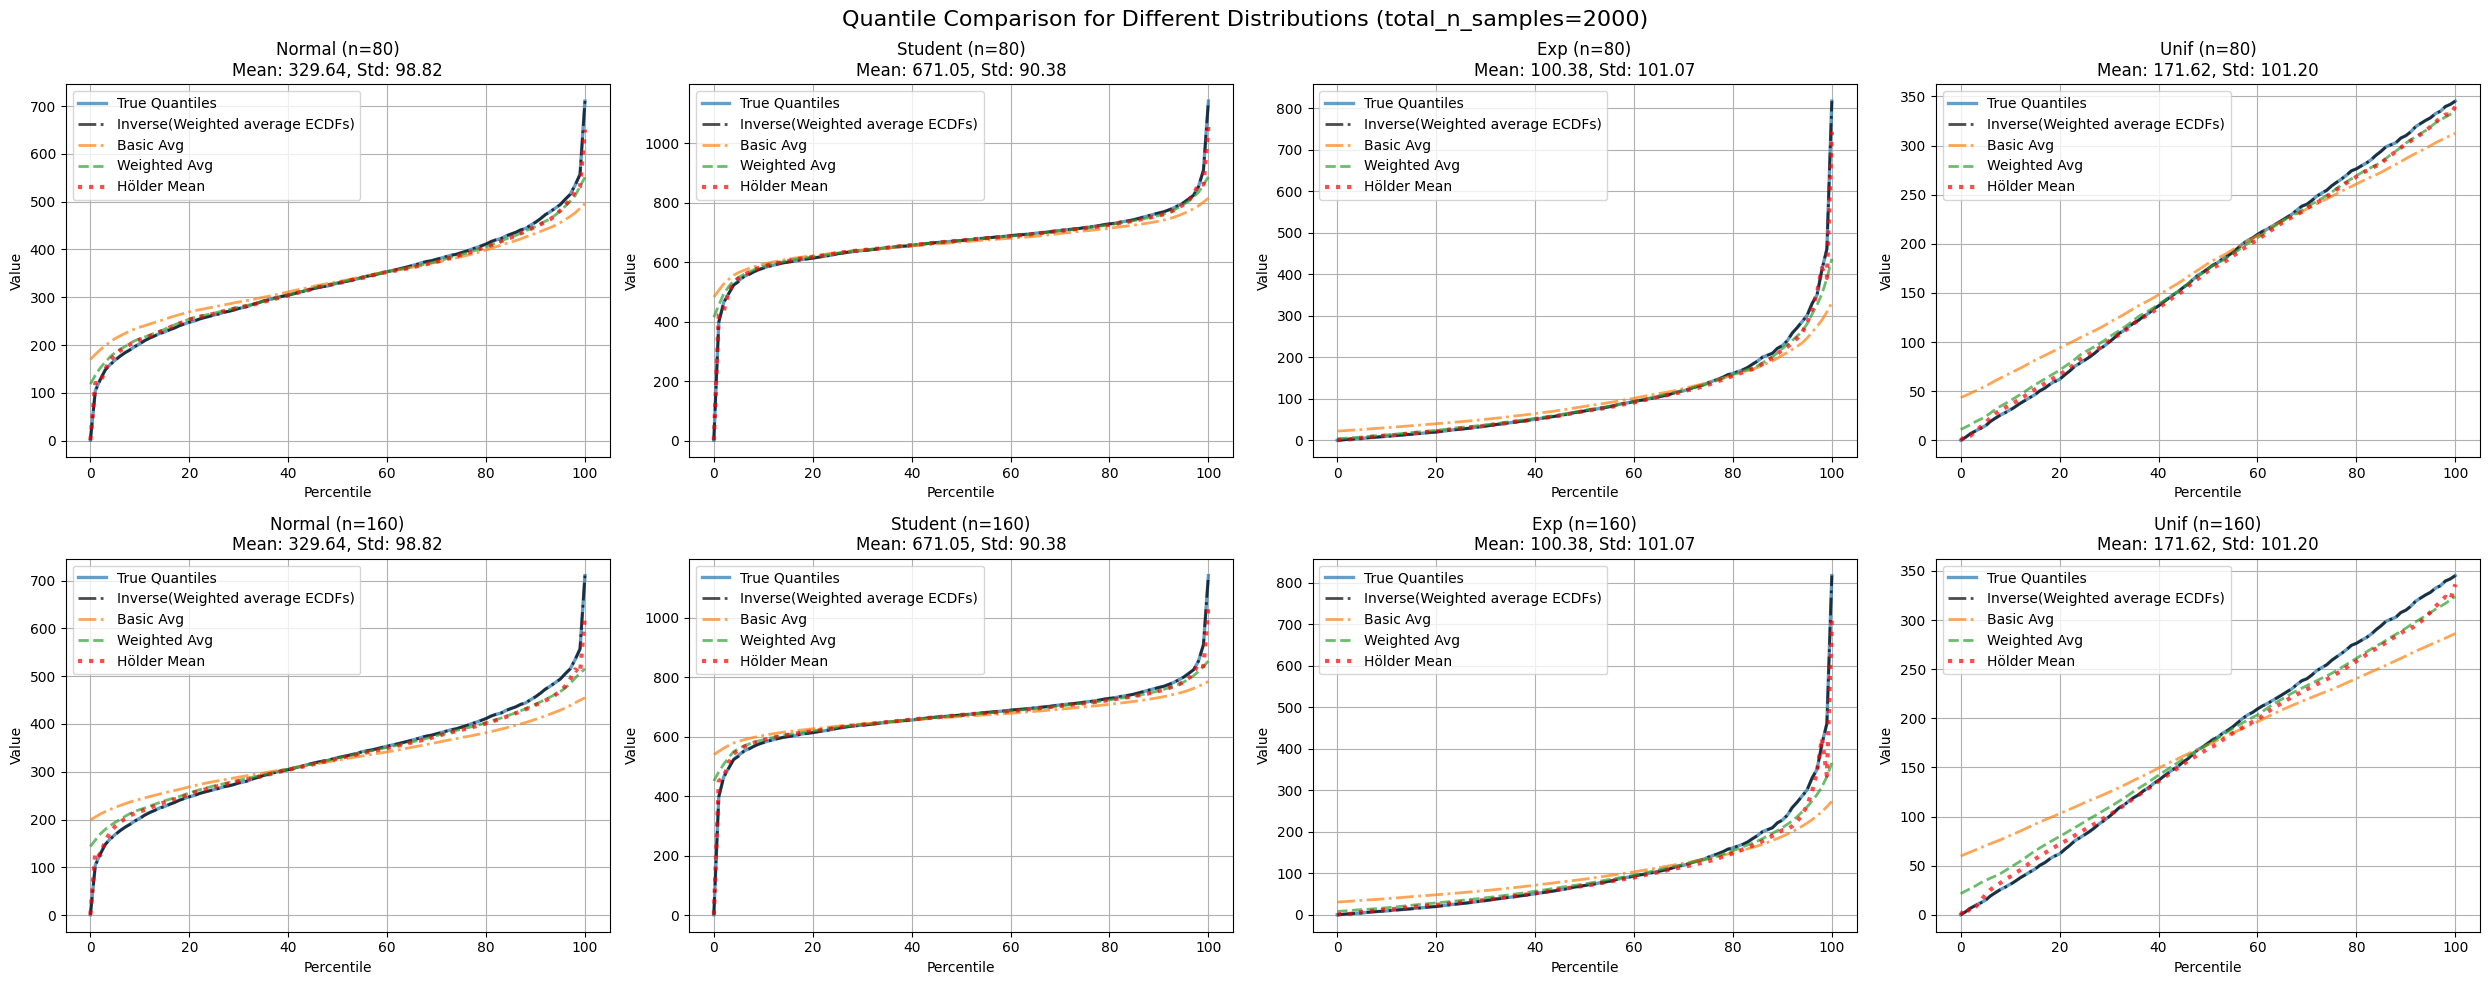 Quantile Comparison for Different Distributions (total_n_samples=2000)
Normal (n=80)
Mean: 329.64, Std: 98.82
True Quantiles
Inverse(Weighted average ECDFs)
Basic Avg
Weighted Avg
Hölder Mean
700
600
500
400
300
200
100
0
Value
0 20 40 60 80 100
Percentile
Student (n=80)
Mean: 671.05, Std: 90.38
True Quantiles
Inverse(Weighted average ECDFs)
Basic Avg
Weighted Avg
Hölder Mean
1000
800
600
400
200
0
Value
0 20 40 60 80 100
Percentile
Exp (n=80)
Mean: 100.38, Std: 101.07
True Quantiles
Inverse(Weighted average ECDFs)
Basic Avg
Weighted Avg
Hölder Mean
800
700
600
500
400
300
200
100
0
Value
0 20 40 60 80 100
Percentile
Unif (n=80)
Mean: 171.62, Std: 101.20
True Quantiles
Inverse(Weighted average ECDFs)
Basic Avg
Weighted Avg
Hölder Mean
350
300
250
200
150
100
50
0
Value
0 20 40 60 80 100
Percentile
Normal (n=160)
Mean: 329.64, Std: 98.82
True Quantiles
Inverse(Weighted average ECDFs)
Basic Avg
Weighted Avg
Hölder Mean
700
600
500
400
300
200
100
0
Value
0 20 40 60 80 100
Percentile
Student (n=160)
Mean: 671.05, Std: 90.38
True Quantiles
Inverse(Weighted average ECDFs)
Basic Avg
Weighted Avg
Hölder Mean
1000
800
600
400
200
0
Value
0 20 40 60 80 100
Percentile
Exp (n=160)
Mean: 100.38, Std: 101.07
True Quantiles
Inverse(Weighted average ECDFs)
Basic Avg
Weighted Avg
Hölder Mean
800
700
600
500
400
300
200
100
0
Value
0 20 40 60 80 100
Percentile
Unif (n=160)
Mean: 171.62, Std: 101.20
True Quantiles
Inverse(Weighted average ECDFs)
Basic Avg
Weighted Avg
Hölder Mean
350
300
250
200
150
100
50
0
Value
0 20 40 60 80 100
Percentile